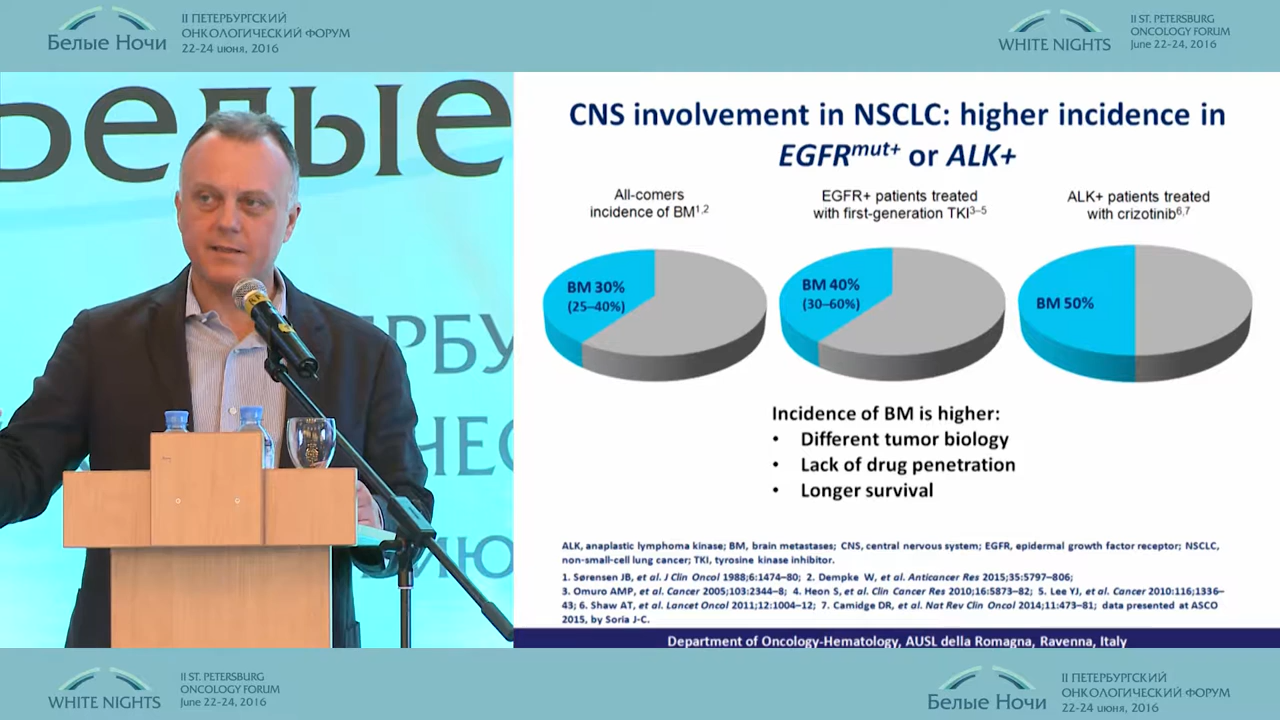 II ПЕТЕРБУРГСКИЙ
ОНКОЛОГИЧЕСКИЙ ФОРУМ
Белые Ночи
22-24 июня, 2016
II ST. PETERSBURG
ONCOLOGY FORUM
WHITE NIGHTS
June 22-24, 2016
Белые
CNS involvement in NSCLC: higher incidence in
EGFRmut+ or ALK+
All-comers
incidence of BM1,2
EGFR+ patients treated
with first-generation TKI3–5
ALK+ patients treated
with crizotinib6,7
BM 30%
(25–40%)
BM 40%
(30–60%)
BM 50%
Incidence of BM is higher:
• Different tumor biology
• Lack of drug penetration
• Longer survival
ALK, anaplastic lymphoma kinase; BM, brain metastases; CNS, central nervous system; EGFR, epidermal growth factor receptor; NSCLC,
non-small-cell lung cancer; TKI, tyrosine kinase inhibitor.
1. Sørensen JB, et al. J Clin Oncol 1988;6:1474–80; 2. Dempke W, et al. Anticancer Res 2015;35:5797–806;
3. Omuro AMP, et al. Cancer 2005;103:2344–8; 4. Heon S, et al. Clin Cancer Res 2010;16:5873–82; 5. Lee YJ, et al. Cancer 2010:116;1336–
43; 6. Shaw AT, et al. Lancet Oncol 2011;12:1004–12; 7. Camidge DR, et al. Nat Rev Clin Oncol 2014;11:473–81; data presented at ASCO
2015, by Soria J-C.
Department of Oncology-Hematology, AUSL della Romagna, Ravenna, Italy
II ST. PETERSBURG
ONCOLOGY FORUM
WHITE NIGHTS
June 22-24, 2016
II ПЕТЕРБУРГСКИЙ
ОНКОЛОГИЧЕСКИЙ ФОРУМ
Белые Ночи
22-24 июня, 2016